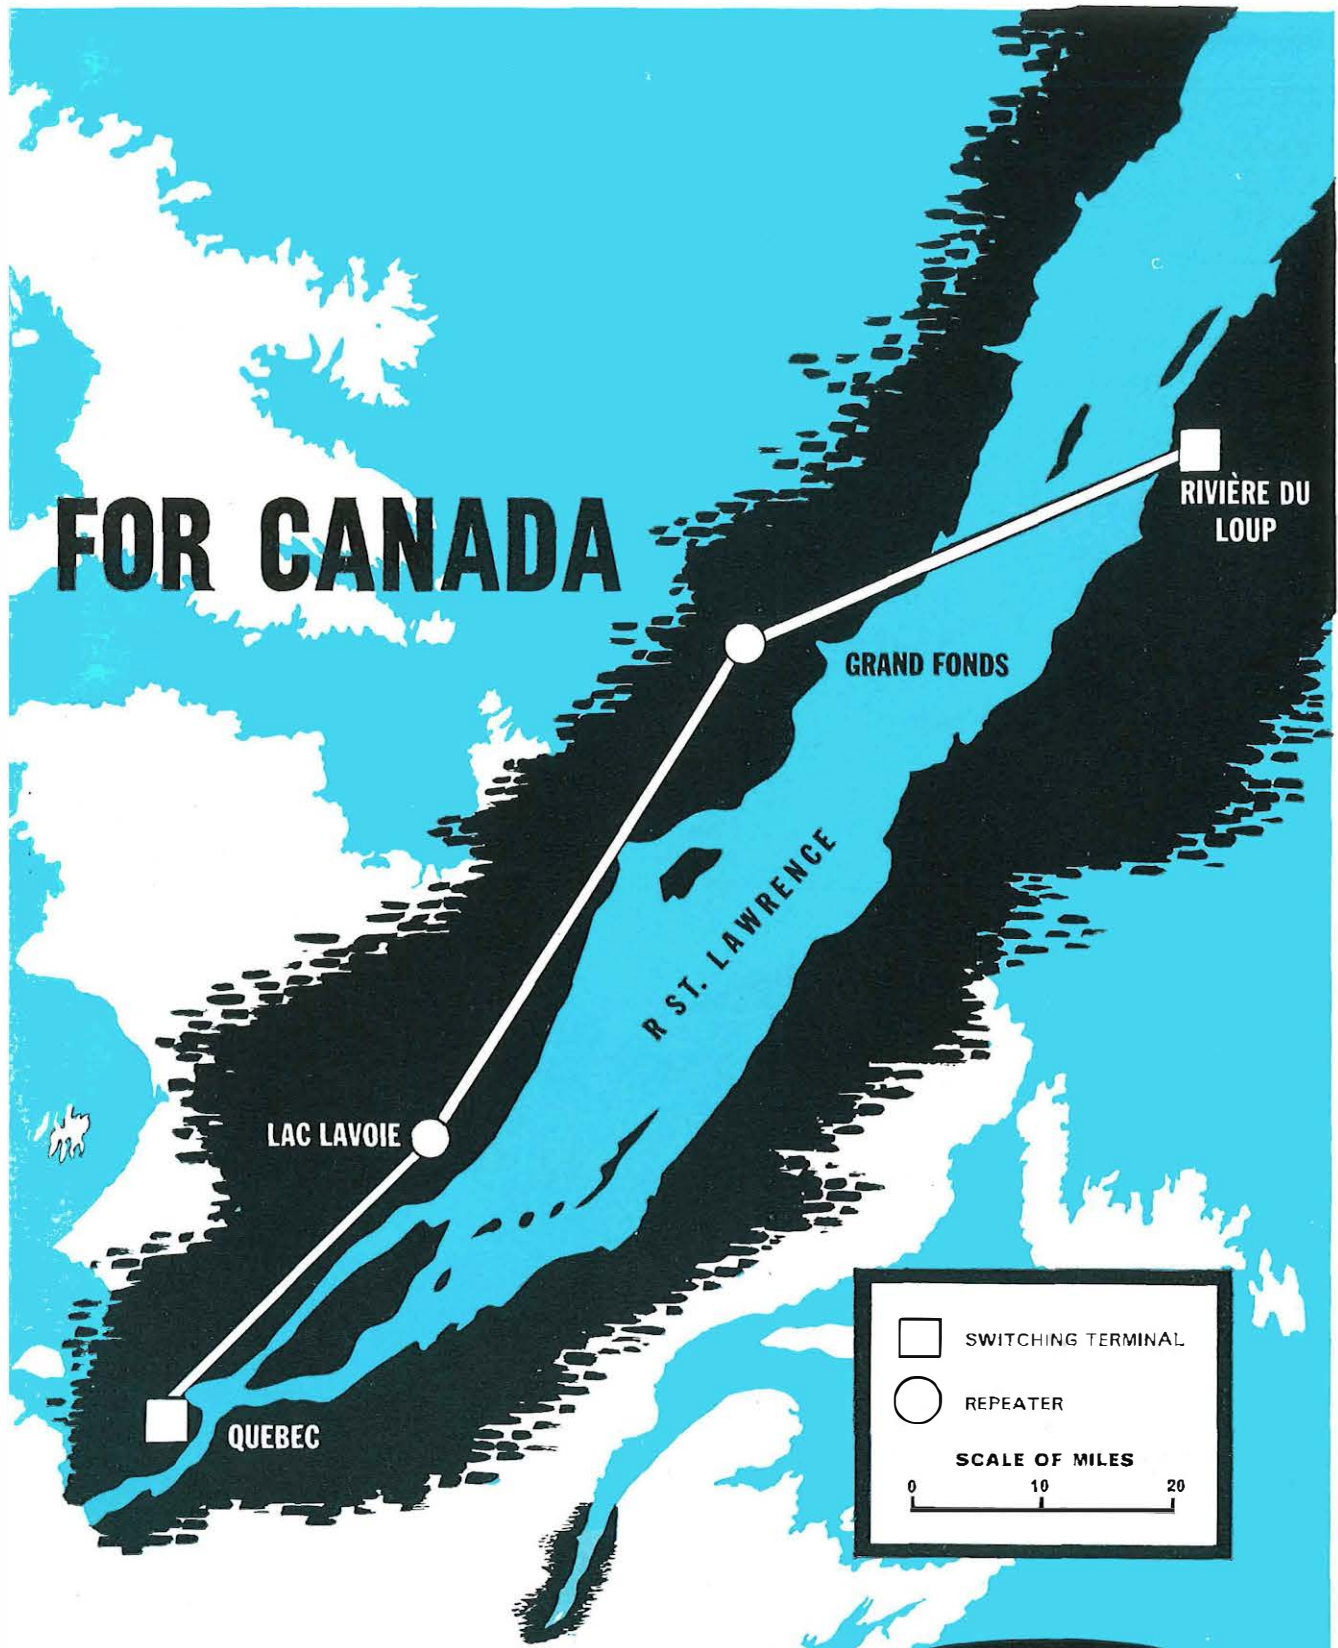 FOR CANADA
RIVIÈRE DU
LOUP
GRAND FONDS
R ST. LAWRENCE
LAC LAVOIE
QUEBEC
SWITCHING TERMINAL
REPEATER
SCALE OF MILES
0 10 20